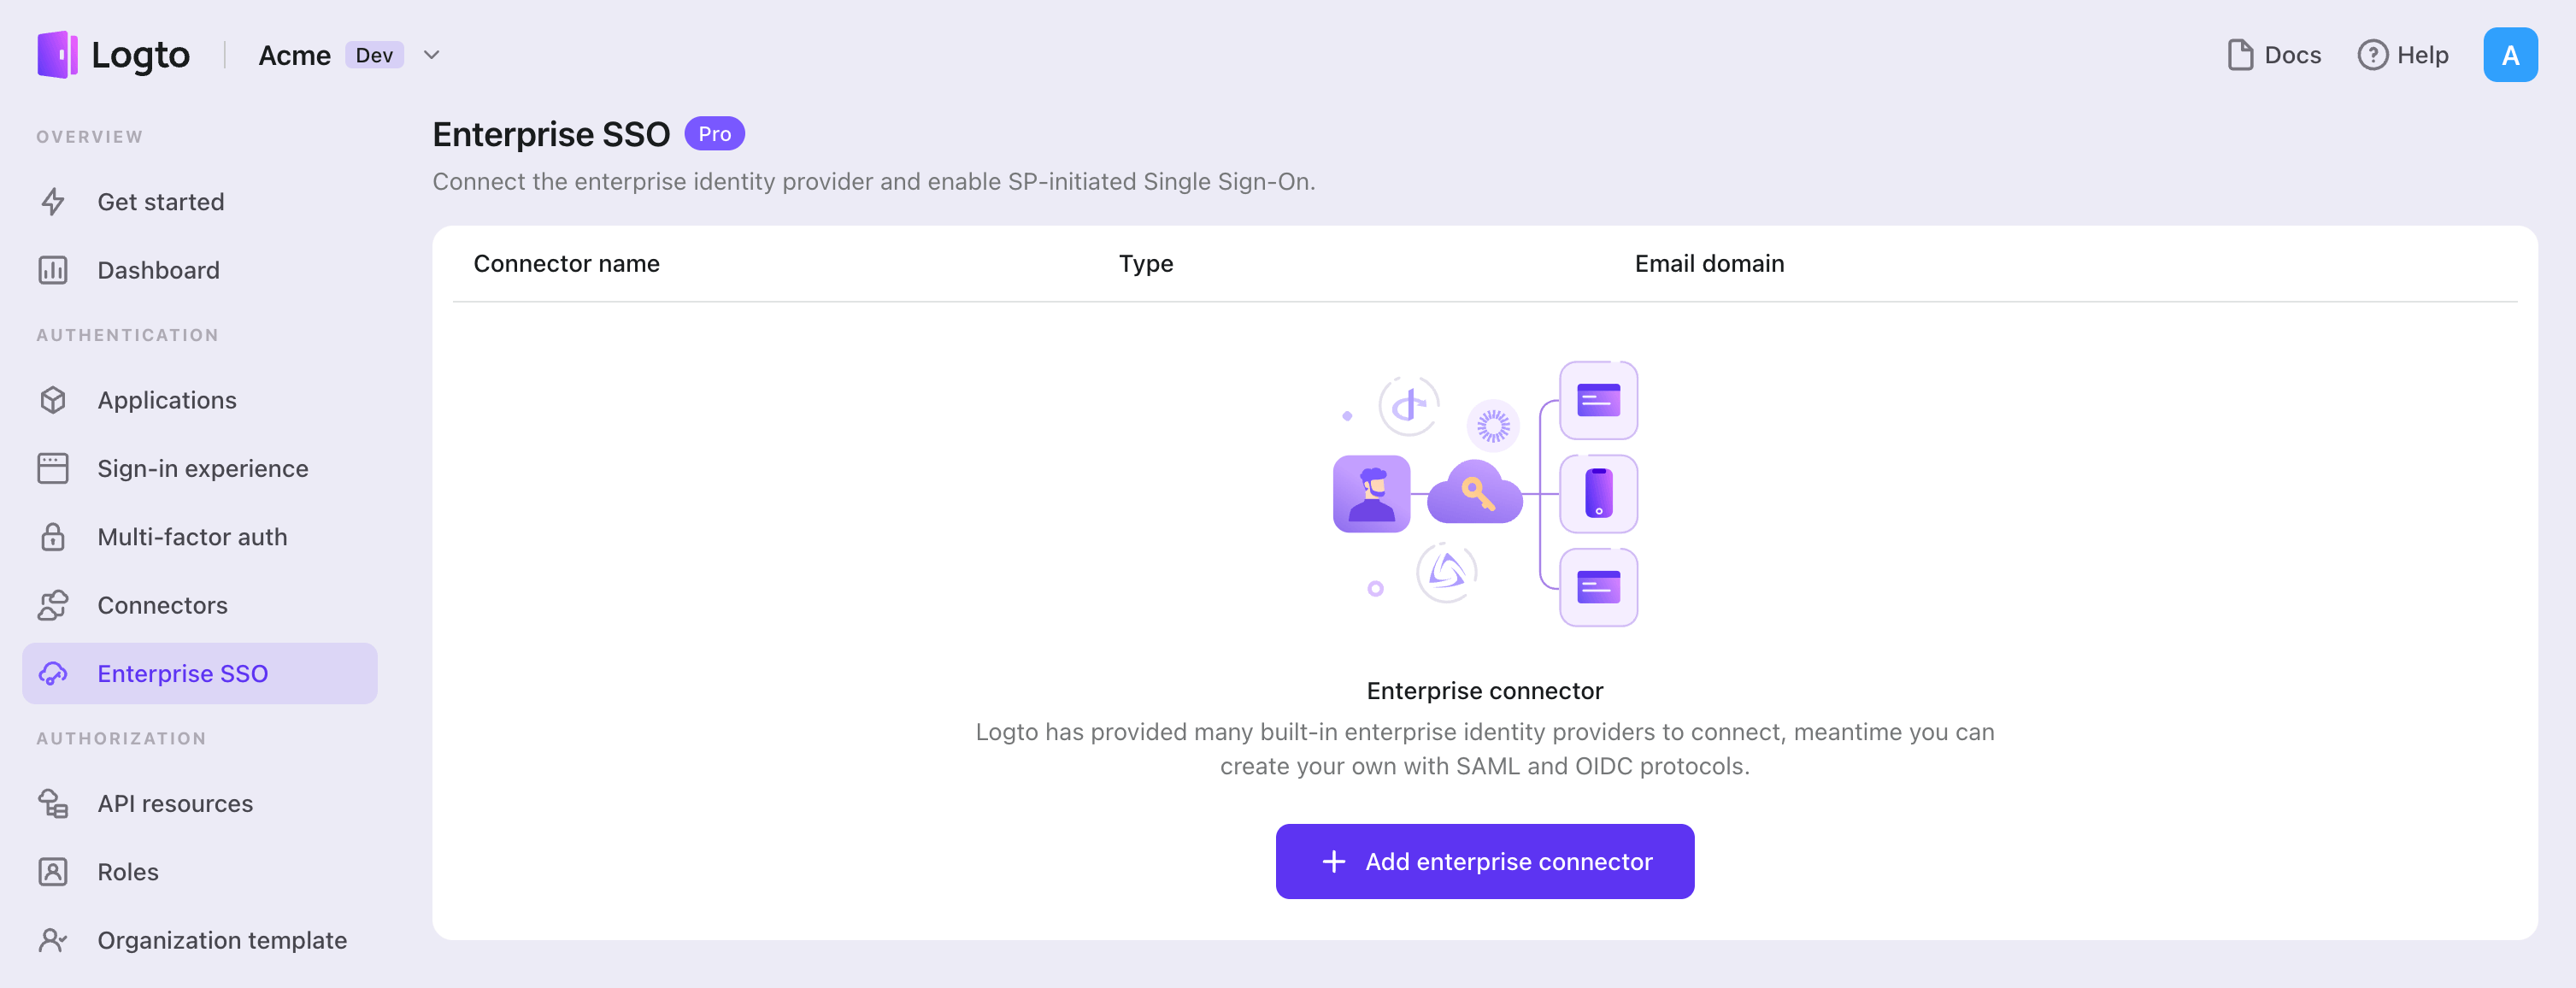 Logto
Acme Dev
Docs
Help
A
OVERVIEW
Get started
Dashboard
AUTHENTICATION
Applications
Sign-in experience
Multi-factor auth
Connectors
Enterprise SSO
AUTHORIZATION
API resources
Roles
Organization template
Enterprise SSO Pro
Connect the enterprise identity provider and enable SP-initiated Single Sign-On.
Connector name Type Email domain
Enterprise connector
Logto has provided many built-in enterprise identity providers to connect, meantime you can
create your own with SAML and OIDC protocols.
Add enterprise connector